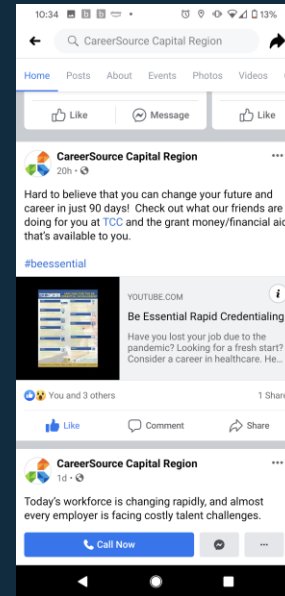 10:34 13%
CareerSource Capital Region
Home Posts About Events Photos Videos
Like Message Like
CareerSource Capital Region
20h
Hard to believe that you can change your future and
career in just 90 days! Check out what our friends are
doing for you at TCC and the grant money/financial aid
that's available to you.
#beessential
YOUTUBE.COM
Be Essential Rapid Credentialing
Have you lost your job due to the
pandemic? Looking for a fresh start?
Consider a career in healthcare. He...
You and 3 others 1 Share
Like Comment Share
CareerSource Capital Region
1d
Today's workforce is changing rapidly, and almost
every employer is facing costly talent challenges.
Call Now